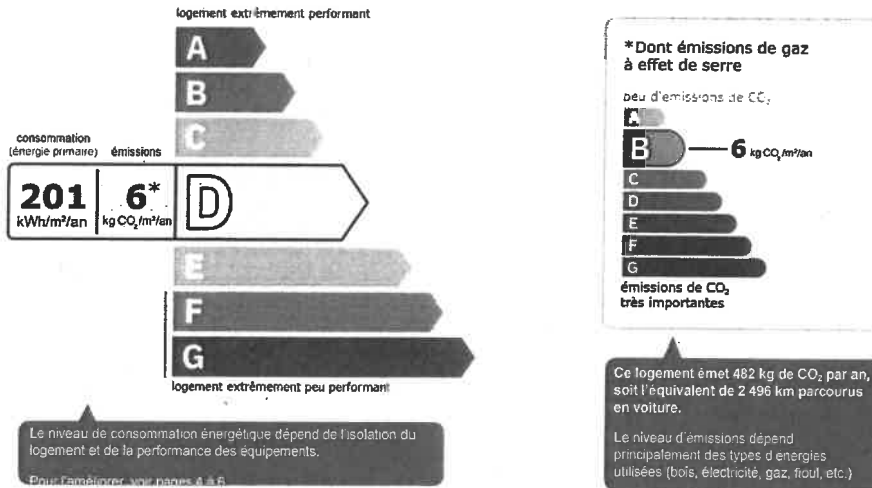 logement extrêmement performant
A
B
C
consommation
(énergie primaire)
émissions
201
kWh/m²/an
6*
kg CO₂/m²/an
D
E
F
G
logement extrêmement peu performant
Le niveau de consommation énergétique dépend de l'isolation du
logement et de la performance des équipements.
Pour l'améliorer, voir pages 4 à 6
*Dont émissions de gaz
à effet de serre
peu d'émissions de CO₂
A
B
6 kg CO₂/m²/an
C
D
E
F
G
émissions de CO₂
très importantes
Ce logement émet 482 kg de CO₂ par an,
soit l'équivalent de 2 496 km parcourus
en voiture.
Le niveau d'émissions dépend
principalement des types d'énergies
utilisées (bois, électricité, gaz, fioul, etc.)